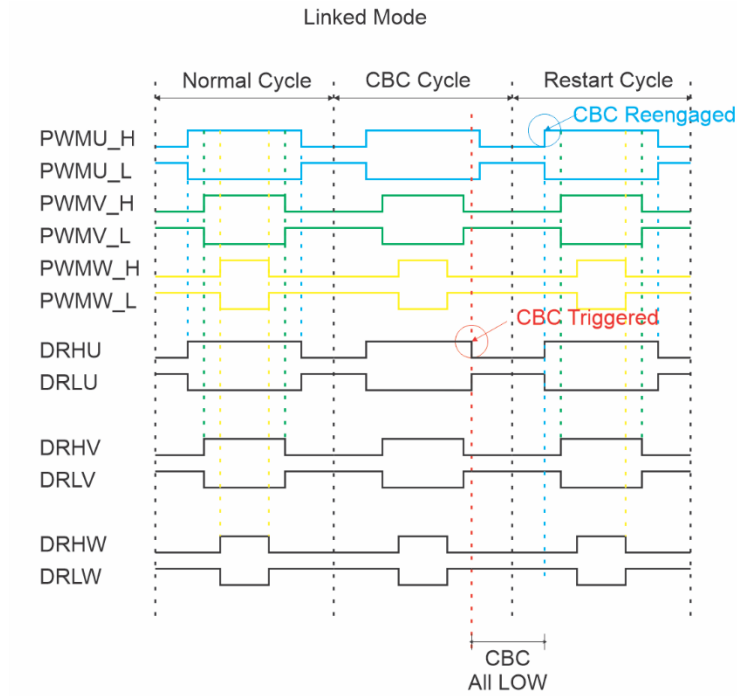 Linked Mode
Normal Cycle
CBC Cycle
Restart Cycle
CBC Reengaged
PWMU_H
PWMU_L
PWMV_H
PWMV_L
PWMW_H
PWMW_L
CBC Triggered
DRHU
DRLU
DRHV
DRLV
DRHW
DRLW
CBC
All LOW